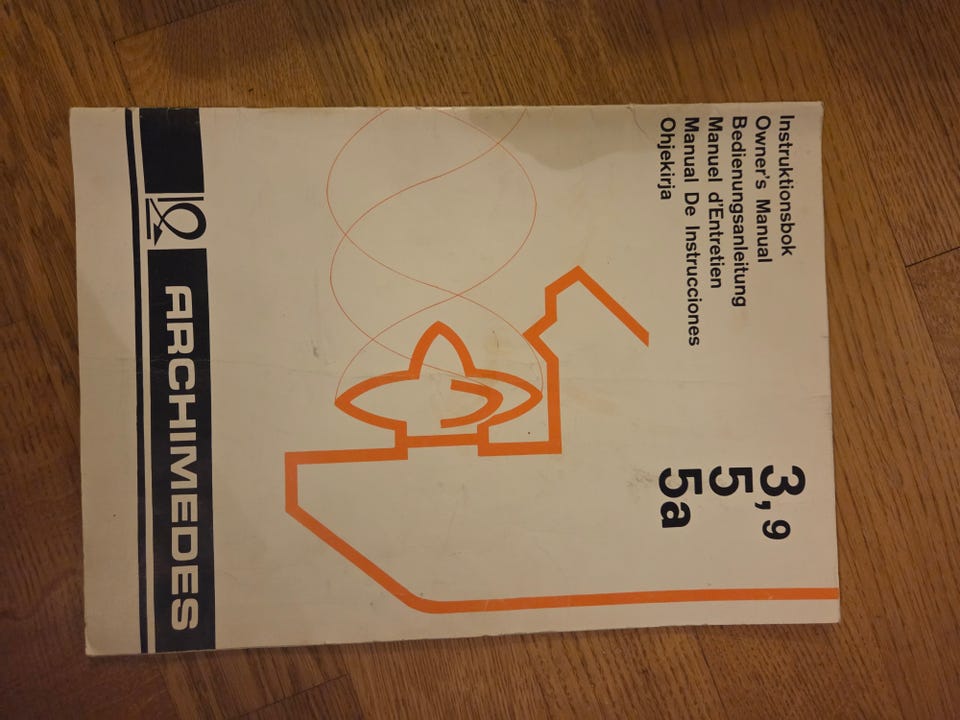 Instruktionsbok
Owner's Manual
Bedienungsanleitung
Manuel d'Entretien
Manual De Instrucciones
Ohjekirja
3,9
5
5a
ARCHIMEDES